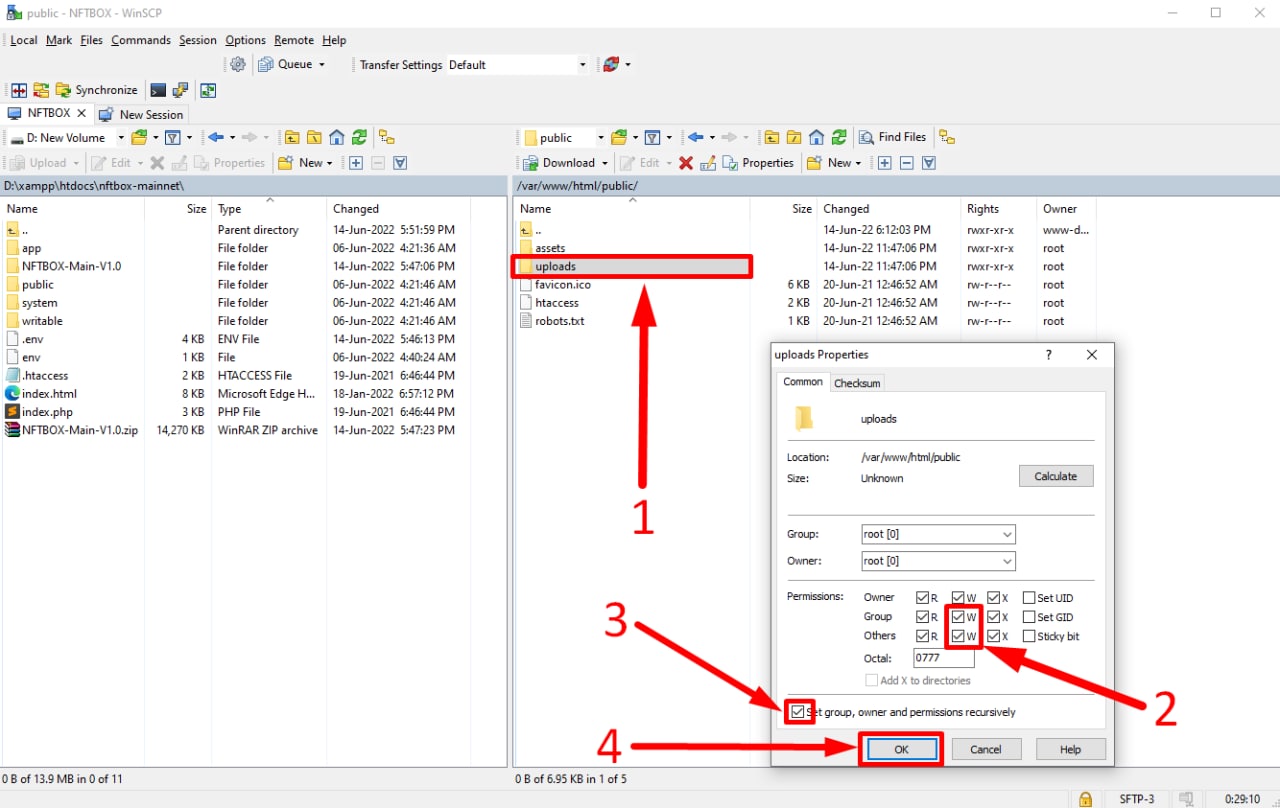 public - NFTBOX - WinSCP
Local Mark Files Commands Session Options Remote Help
Queue Transfer Settings Default
Synchronize
NFTBOX New Session
D: New Volume public Find Files
Upload Edit Properties New Download Edit Properties New
D:\xampp\htdocs\nftbox-mainnet\ /var/www/html/public/
Name Size Type Changed Name Size Changed Rights Owner
.. Parent directory 14-Jun-2022 5:51:59 PM .. 14-Jun-22 6:12:03 PM rwxr-xr-x www-d...
app File folder 06-Jun-2022 4:21:36 AM assets 14-Jun-22 11:47:06 PM rwxr-xr-x root
NFTBOX-Main-V1.0 File folder 14-Jun-2022 5:47:06 PM uploads 14-Jun-22 11:47:06 PM rwxr-xr-x root
public File folder 06-Jun-2022 4:21:46 AM favicon.ico 6 KB 20-Jun-21 12:46:52 AM rw-r--r-- root
system File folder 06-Jun-2022 4:21:46 AM htaccess 2 KB 20-Jun-21 12:46:52 AM rw-r--r-- root
writable File folder 06-Jun-2022 4:21:46 AM robots.txt 1 KB 20-Jun-21 12:46:52 AM rw-r--r-- root
.env 4 KB ENV File 14-Jun-2022 5:46:13 PM
env 1 KB File 06-Jun-2022 4:40:24 AM
.htaccess 2 KB HTACCESS File 19-Jun-2021 6:46:44 PM
index.html 8 KB Microsoft Edge H... 18-Jan-2022 6:57:12 PM
index.php 3 KB PHP File 19-Jun-2021 6:46:44 PM
NFTBOX-Main-V1.0.zip 14,270 KB WinRAR ZIP archive 14-Jun-2022 5:47:23 PM
1
uploads Properties ?
Common Checksum
uploads
Location: /var/www/html/public
Size: Unknown Calculate
Group: root [0]
Owner: root [0]
Permissions: Owner R W X Set UID
Group R W X Set GID
Others R W X Sticky bit
Octal: 0777
Add X to directories
3
2
Set group, owner and permissions recursively
4
OK Cancel Help
0 B of 13.9 MB in 0 of 11 0 B of 6.95 KB in 1 of 5
SFTP-3 0:29:10